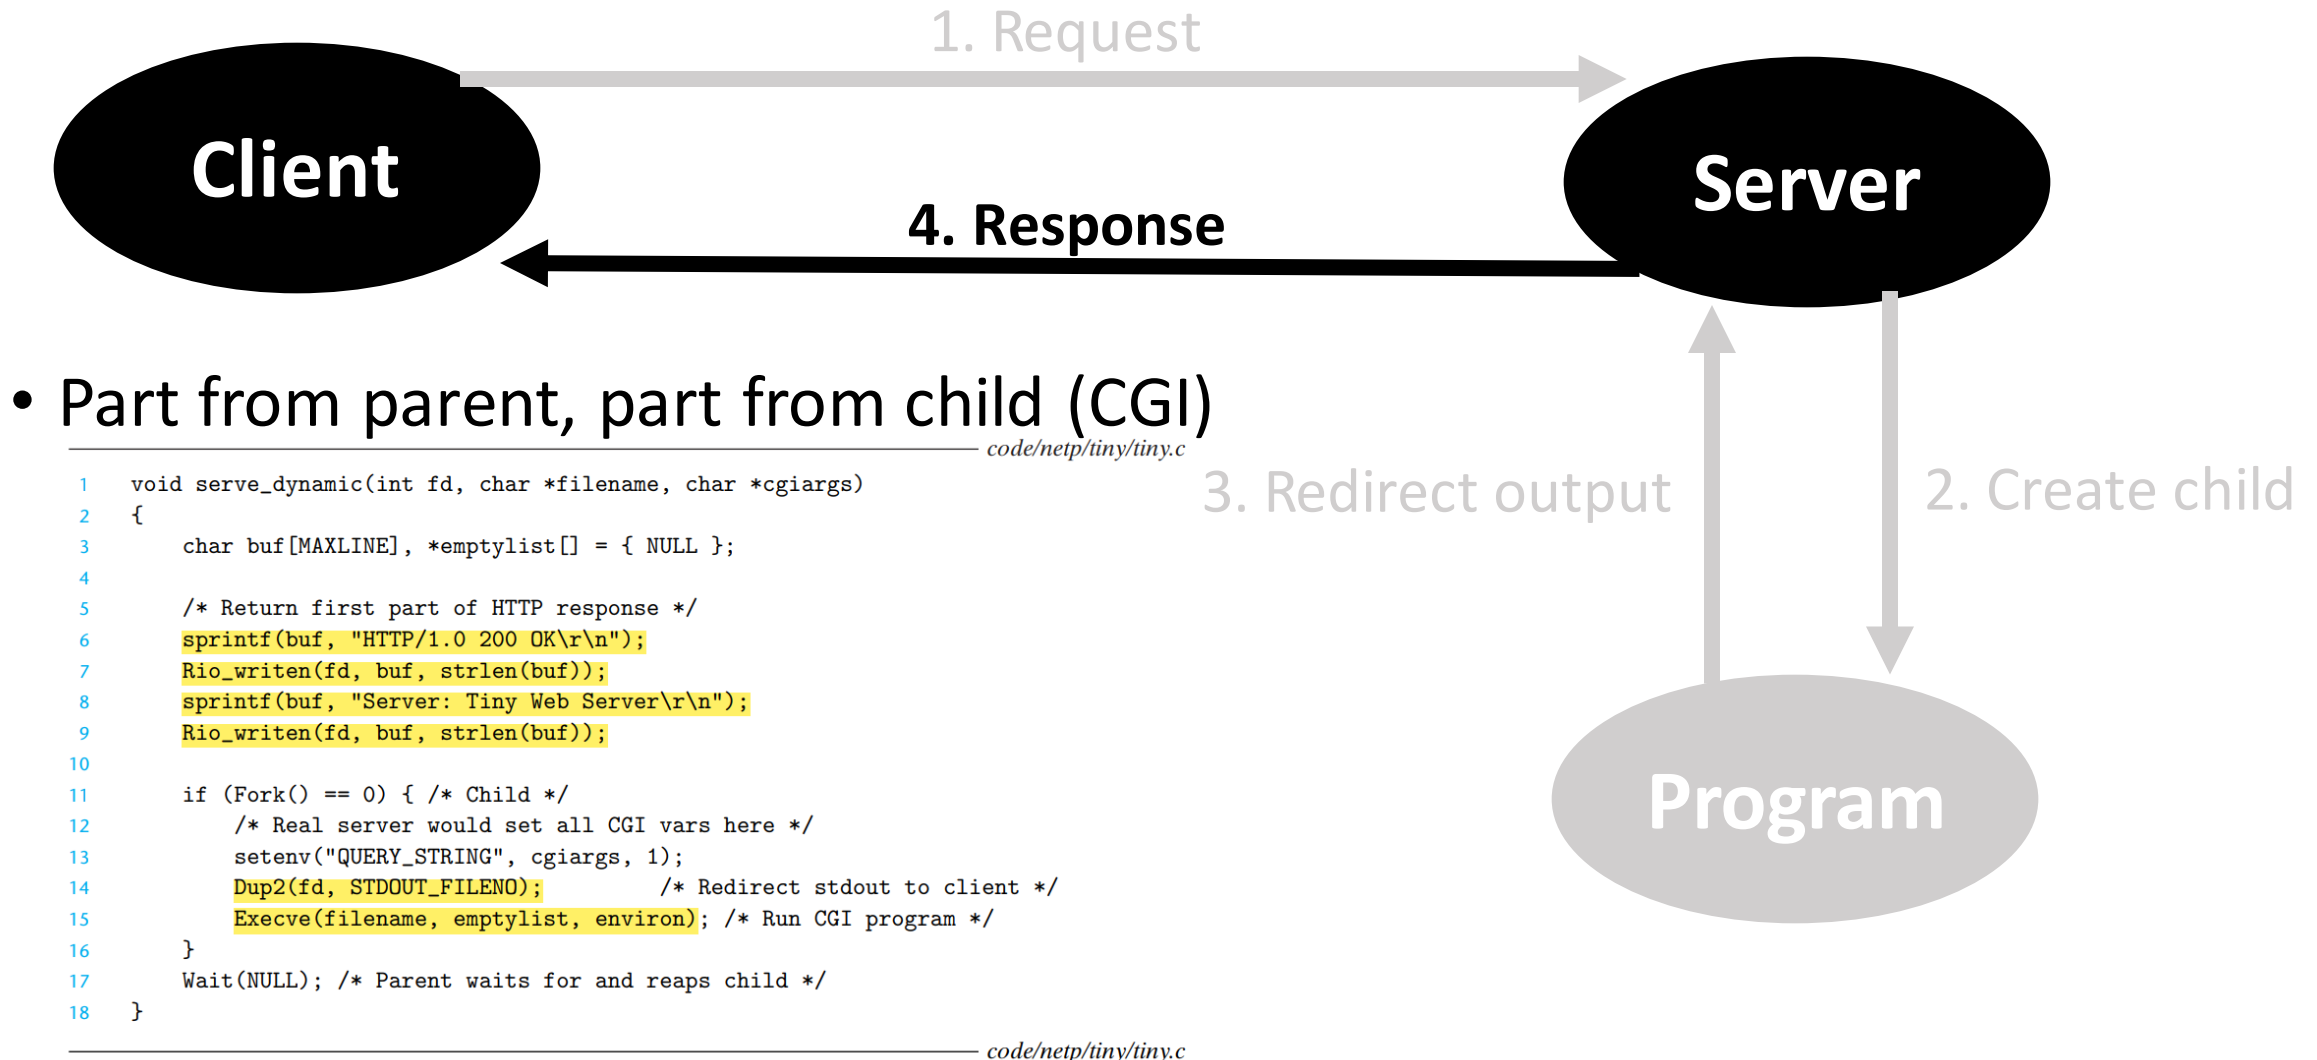 1. Request
Client
Server
4. Response
• Part from parent, part from child (CGI)
code/netp/tiny/tiny.c
1 void serve_dynamic(int fd, char *filename, char *cgiargs)
2 {
3 char buf[MAXLINE], *emptylist[] = { NULL };
4
5 /* Return first part of HTTP response */
6 sprintf(buf, "HTTP/1.0 200 OK\r\n");
7 Rio_writen(fd, buf, strlen(buf));
8 sprintf(buf, "Server: Tiny Web Server\r\n");
9 Rio_writen(fd, buf, strlen(buf));
10
11 if (Fork() == 0) { /* Child */
12 /* Real server would set all CGI vars here */
13 setenv("QUERY_STRING", cgiargs, 1);
14 Dup2(fd, STDOUT_FILENO); /* Redirect stdout to client */
15 Execve(filename, emptylist, environ); /* Run CGI program */
16 }
17 Wait(NULL); /* Parent waits for and reaps child */
18 }
code/netp/tiny/tiny.c
3. Redirect output
2. Create child
Program